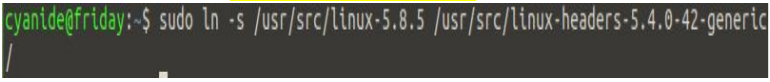 cyanide@friday:~$ sudo ln -s /usr/src/linux-5.8.5 /usr/src/linux-headers-5.4.0-42-generic
/